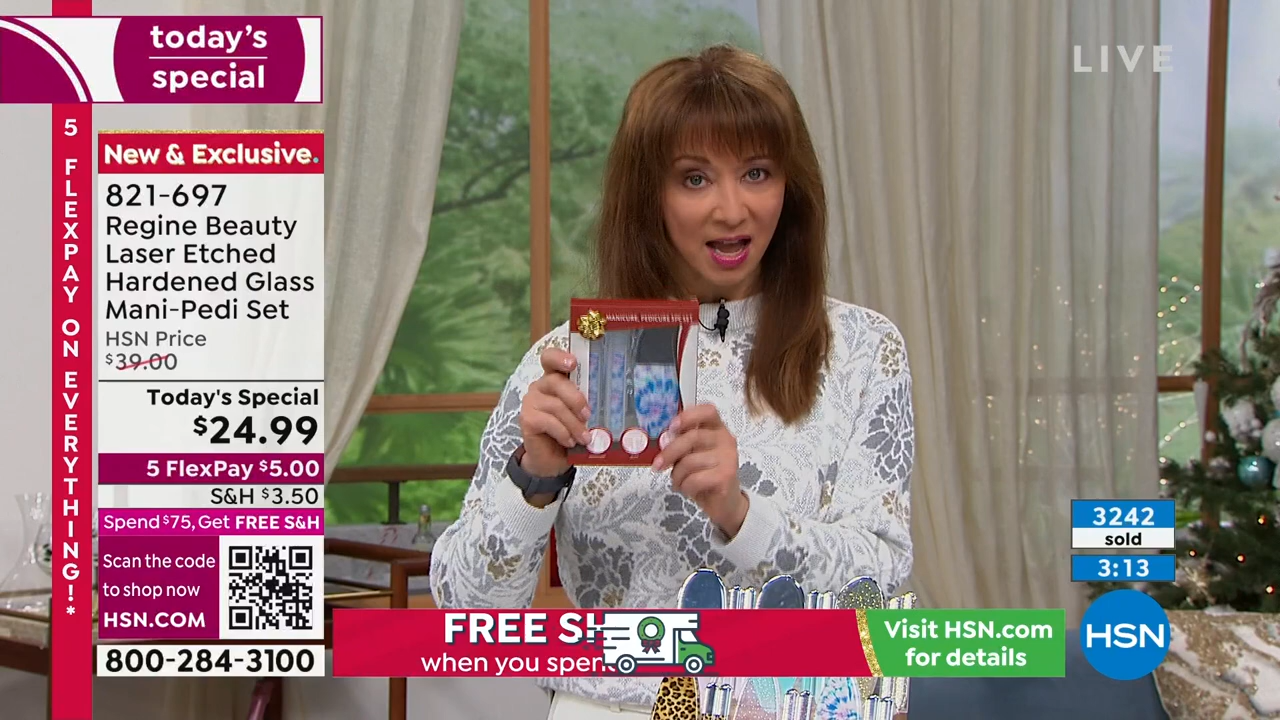 today's
special
5 FLEXPAY ON EVERYTHING!*
New & Exclusive.
821-697
Regine Beauty
Laser Etched
Hardened Glass
Mani-Pedi Set
HSN Price
$39.00
Today's Special
$24.99
5 FlexPay $5.00
S&H $3.50
Spend $75, Get FREE S&H
Scan the code
to shop now
HSN.COM
800-284-3100
LIVE
MANICURE, PEDICURE SPA SET
3242
sold
3:13
HSN
FREE SH
when you spen
Visit HSN.com
for details